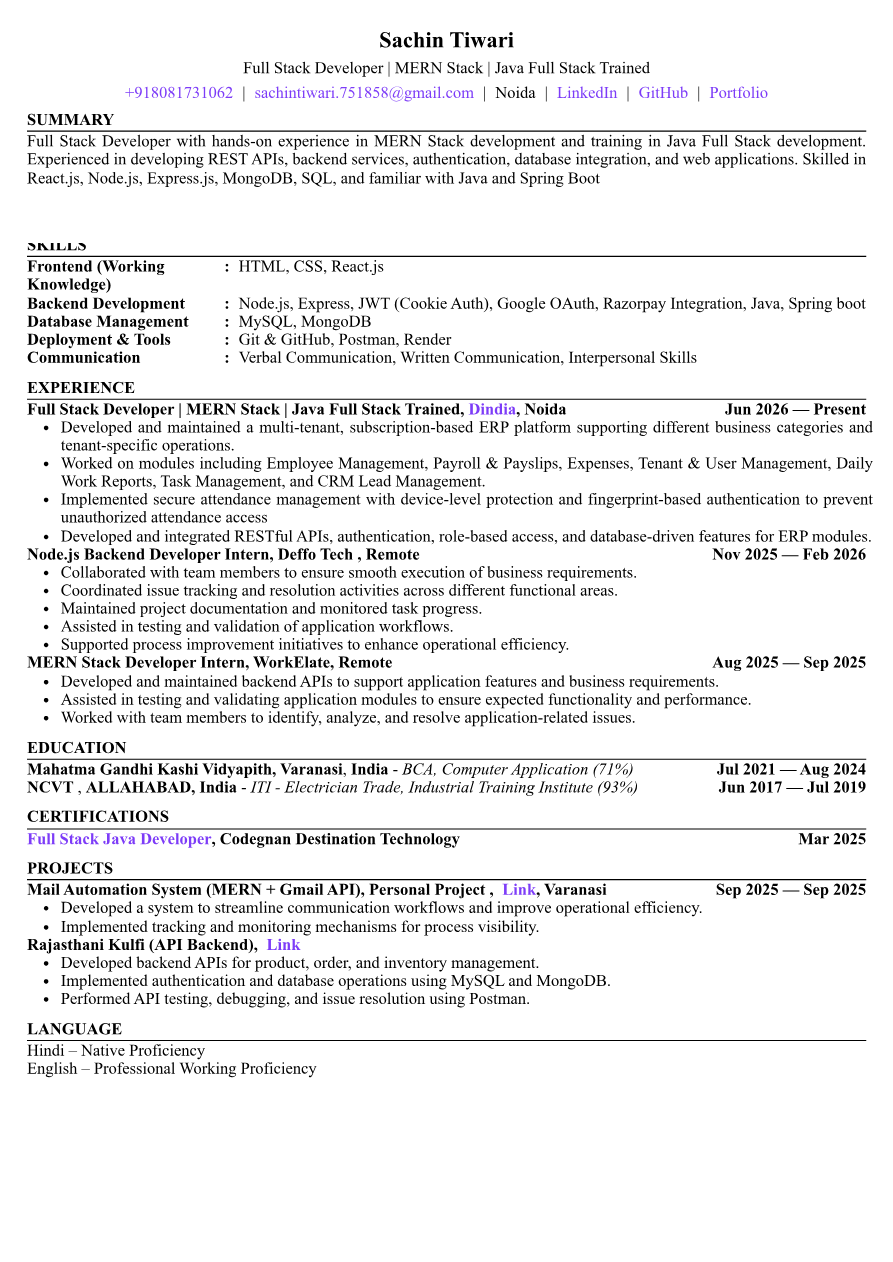 Sachin Tiwari
Full Stack Developer | MERN Stack | Java Full Stack Trained
+918081731062 | sachintiwari.751858@gmail.com | Noida | LinkedIn | GitHub | Portfolio
SUMMARY
Full Stack Developer with hands-on experience in MERN Stack development and training in Java Full Stack development.
Experienced in developing REST APIs, backend services, authentication, database integration, and web applications. Skilled in
React.js, Node.js, Express.js, MongoDB, SQL, and familiar with Java and Spring Boot
SKILLS
Frontend (Working : HTML, CSS, React.js
Knowledge)
Backend Development : Node.js, Express, JWT (Cookie Auth), Google OAuth, Razorpay Integration, Java, Spring boot
Database Management : MySQL, MongoDB
Deployment & Tools : Git & GitHub, Postman, Render
Communication : Verbal Communication, Written Communication, Interpersonal Skills
EXPERIENCE
Full Stack Developer | MERN Stack | Java Full Stack Trained, Dindia, Noida Jun 2026 — Present
• Developed and maintained a multi-tenant, subscription-based ERP platform supporting different business categories and
tenant-specific operations.
• Worked on modules including Employee Management, Payroll & Payslips, Expenses, Tenant & User Management, Daily
Work Reports, Task Management, and CRM Lead Management.
• Implemented secure attendance management with device-level protection and fingerprint-based authentication to prevent
unauthorized attendance access
• Developed and integrated RESTful APIs, authentication, role-based access, and database-driven features for ERP modules.
Node.js Backend Developer Intern, Deffo Tech , Remote Nov 2025 — Feb 2026
• Collaborated with team members to ensure smooth execution of business requirements.
• Coordinated issue tracking and resolution activities across different functional areas.
• Maintained project documentation and monitored task progress.
• Assisted in testing and validation of application workflows.
• Supported process improvement initiatives to enhance operational efficiency.
MERN Stack Developer Intern, WorkElate, Remote Aug 2025 — Sep 2025
• Developed and maintained backend APIs to support application features and business requirements.
• Assisted in testing and validating application modules to ensure expected functionality and performance.
• Worked with team members to identify, analyze, and resolve application-related issues.
EDUCATION
Mahatma Gandhi Kashi Vidyapith, Varanasi, India - BCA, Computer Application (71%) Jul 2021 — Aug 2024
NCVT , ALLAHABAD, India - ITI - Electrician Trade, Industrial Training Institute (93%) Jun 2017 — Jul 2019
CERTIFICATIONS
Full Stack Java Developer, Codegnan Destination Technology Mar 2025
PROJECTS
Mail Automation System (MERN + Gmail API), Personal Project , Link, Varanasi Sep 2025 — Sep 2025
• Developed a system to streamline communication workflows and improve operational efficiency.
• Implemented tracking and monitoring mechanisms for process visibility.
Rajasthani Kulfi (API Backend), Link
• Developed backend APIs for product, order, and inventory management.
• Implemented authentication and database operations using MySQL and MongoDB.
• Performed API testing, debugging, and issue resolution using Postman.
LANGUAGE
Hindi – Native Proficiency
English – Professional Working Proficiency